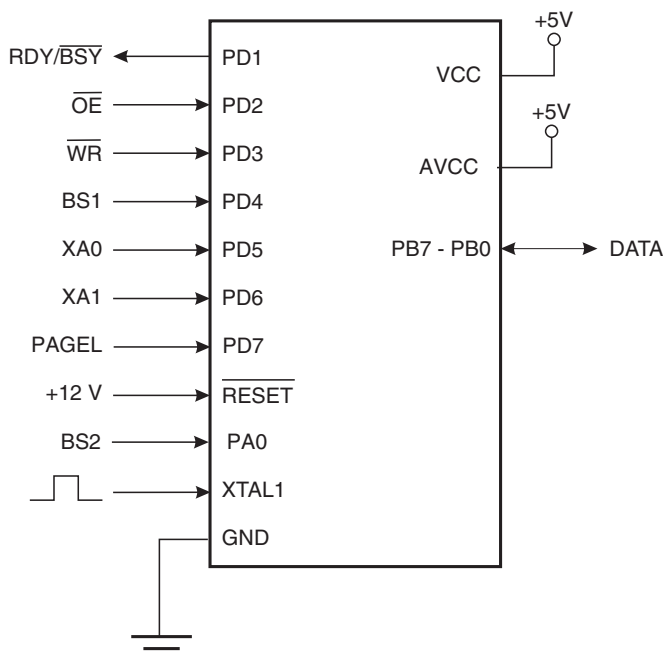 +5V
RDY/BSY PD1
VCC
OE PD2
+5V
WR PD3
AVCC
BS1 PD4
XA0 PD5 PB7 - PB0 DATA
XA1 PD6
PAGEL PD7
+12 V RESET
BS2 PA0
XTAL1
GND